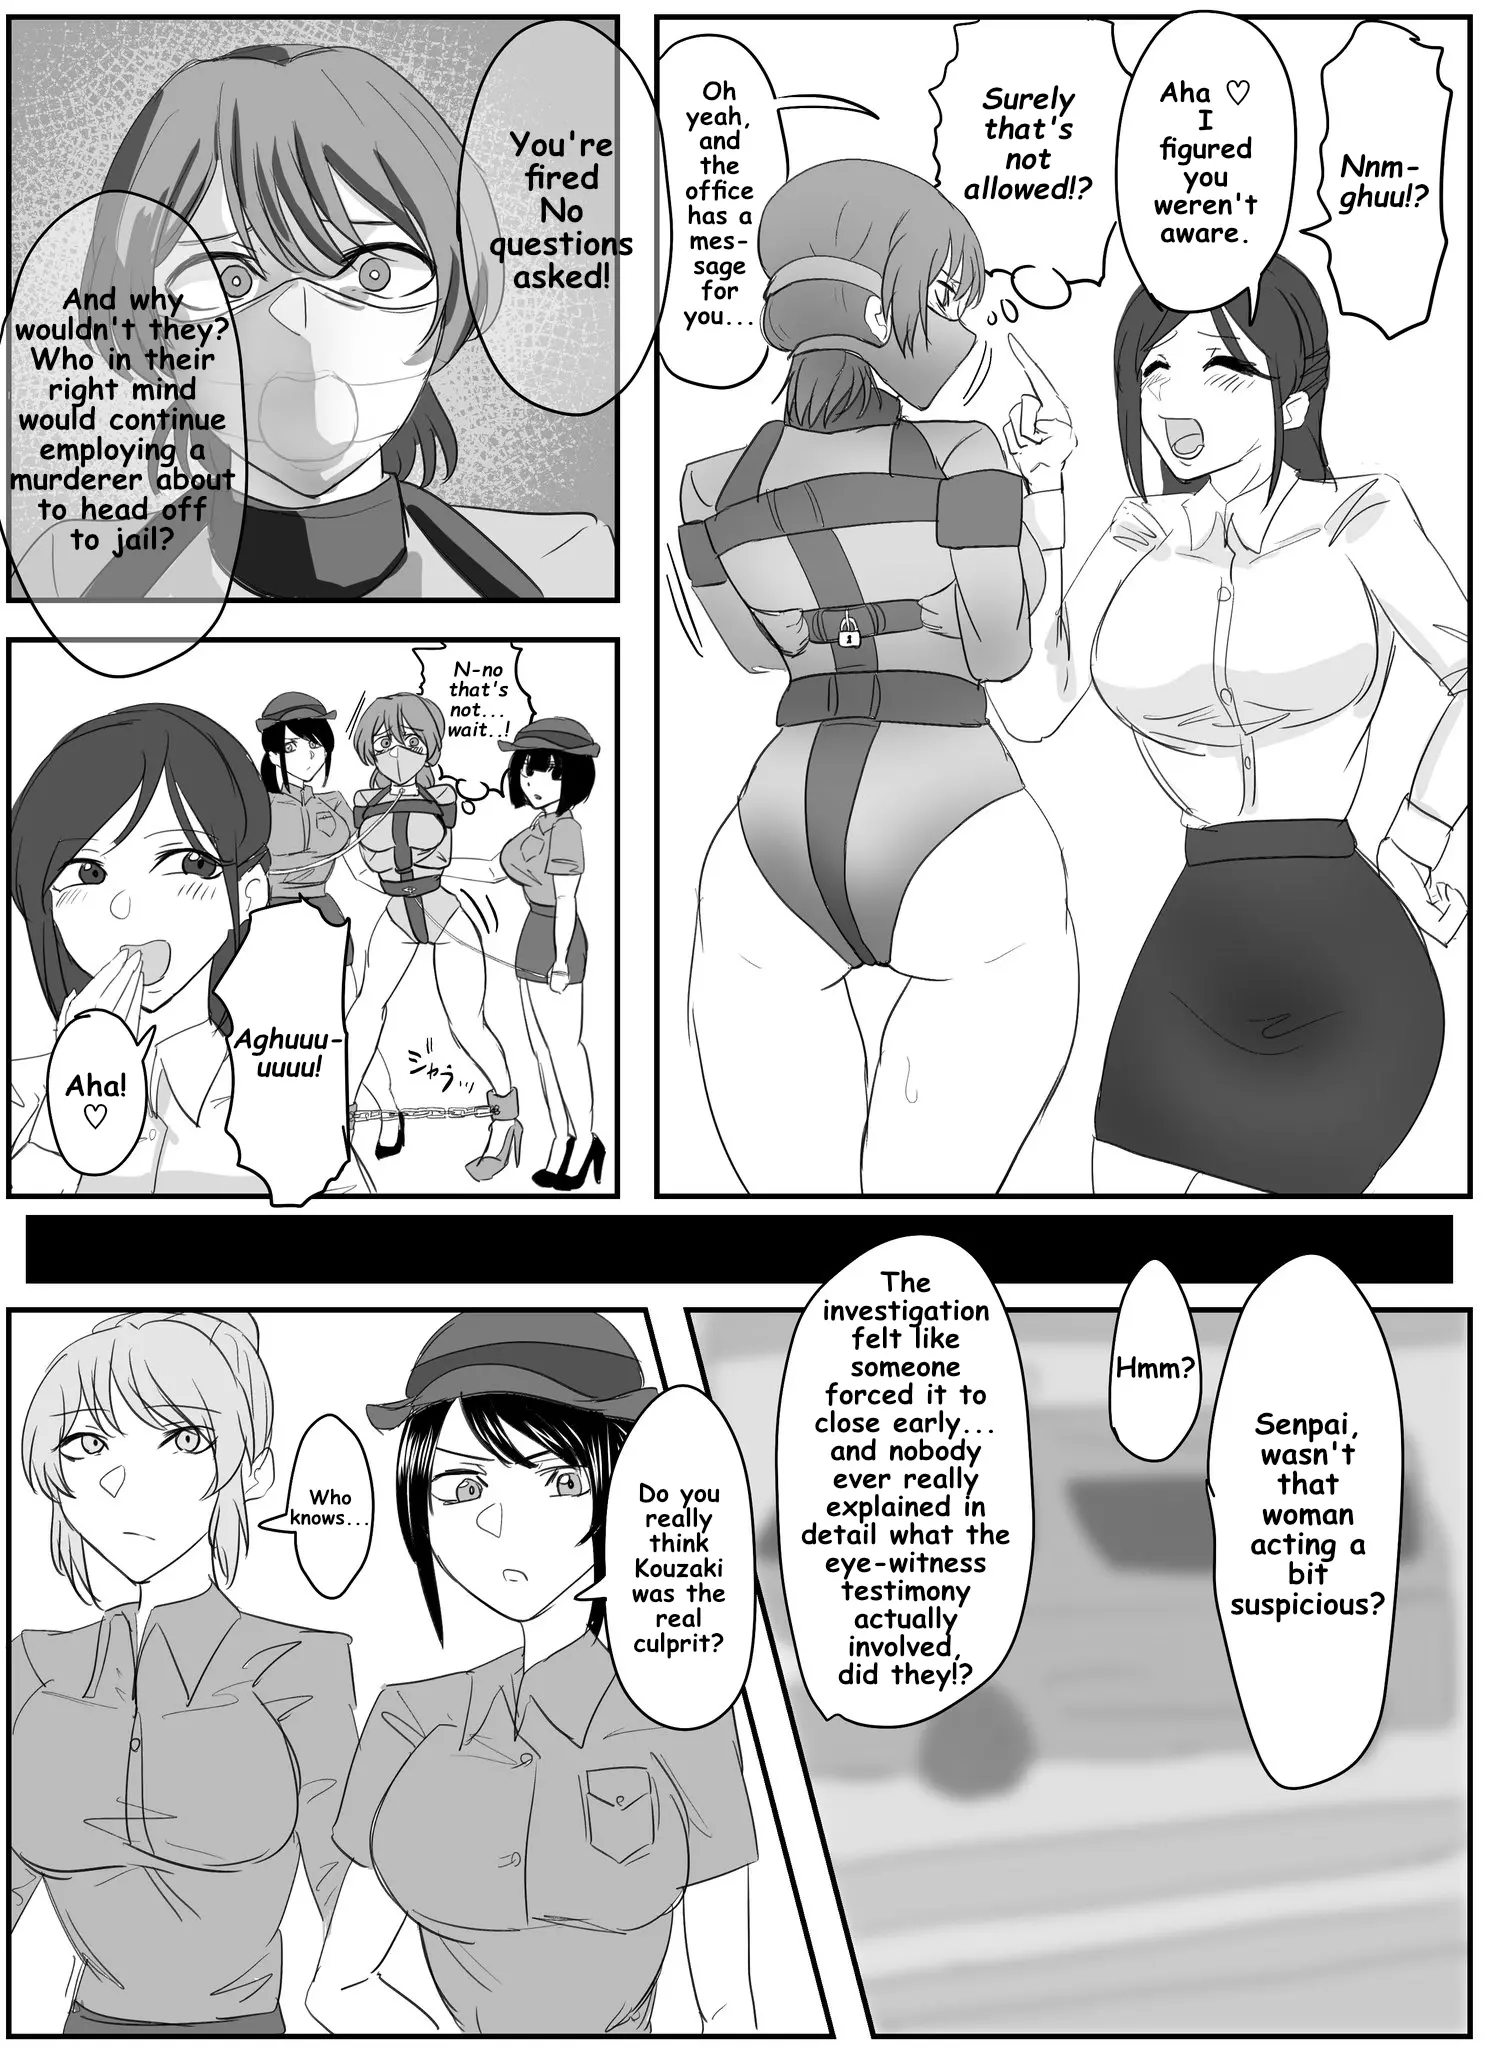 Nnm-
ghuu!?
Aha ♡
I
figured
you
weren't
aware.
Surely
that's
not
allowed!?
Oh
yeah,
and
the
office
has a
mes-
sage
for
you...
You're
fired
No
questions
asked!
And why
wouldn't they?
Who in their
right mind
would continue
employing a
murderer about
to head off
to jail?
N-no
that's
not...
wait..!
Aghuuu-
uuuu!
Aha!
♡
ジャラッ…
Senpai,
wasn't
that
woman
acting a
bit
suspicious?
Hmm?
The
investigation
felt like
someone
forced it to
close early...
and nobody
ever really
explained in
detail what the
eye-witness
testimony
actually
involved,
did they!?
Do you
really
think
Kouzaki
was the
real
culprit?
Who
knows...